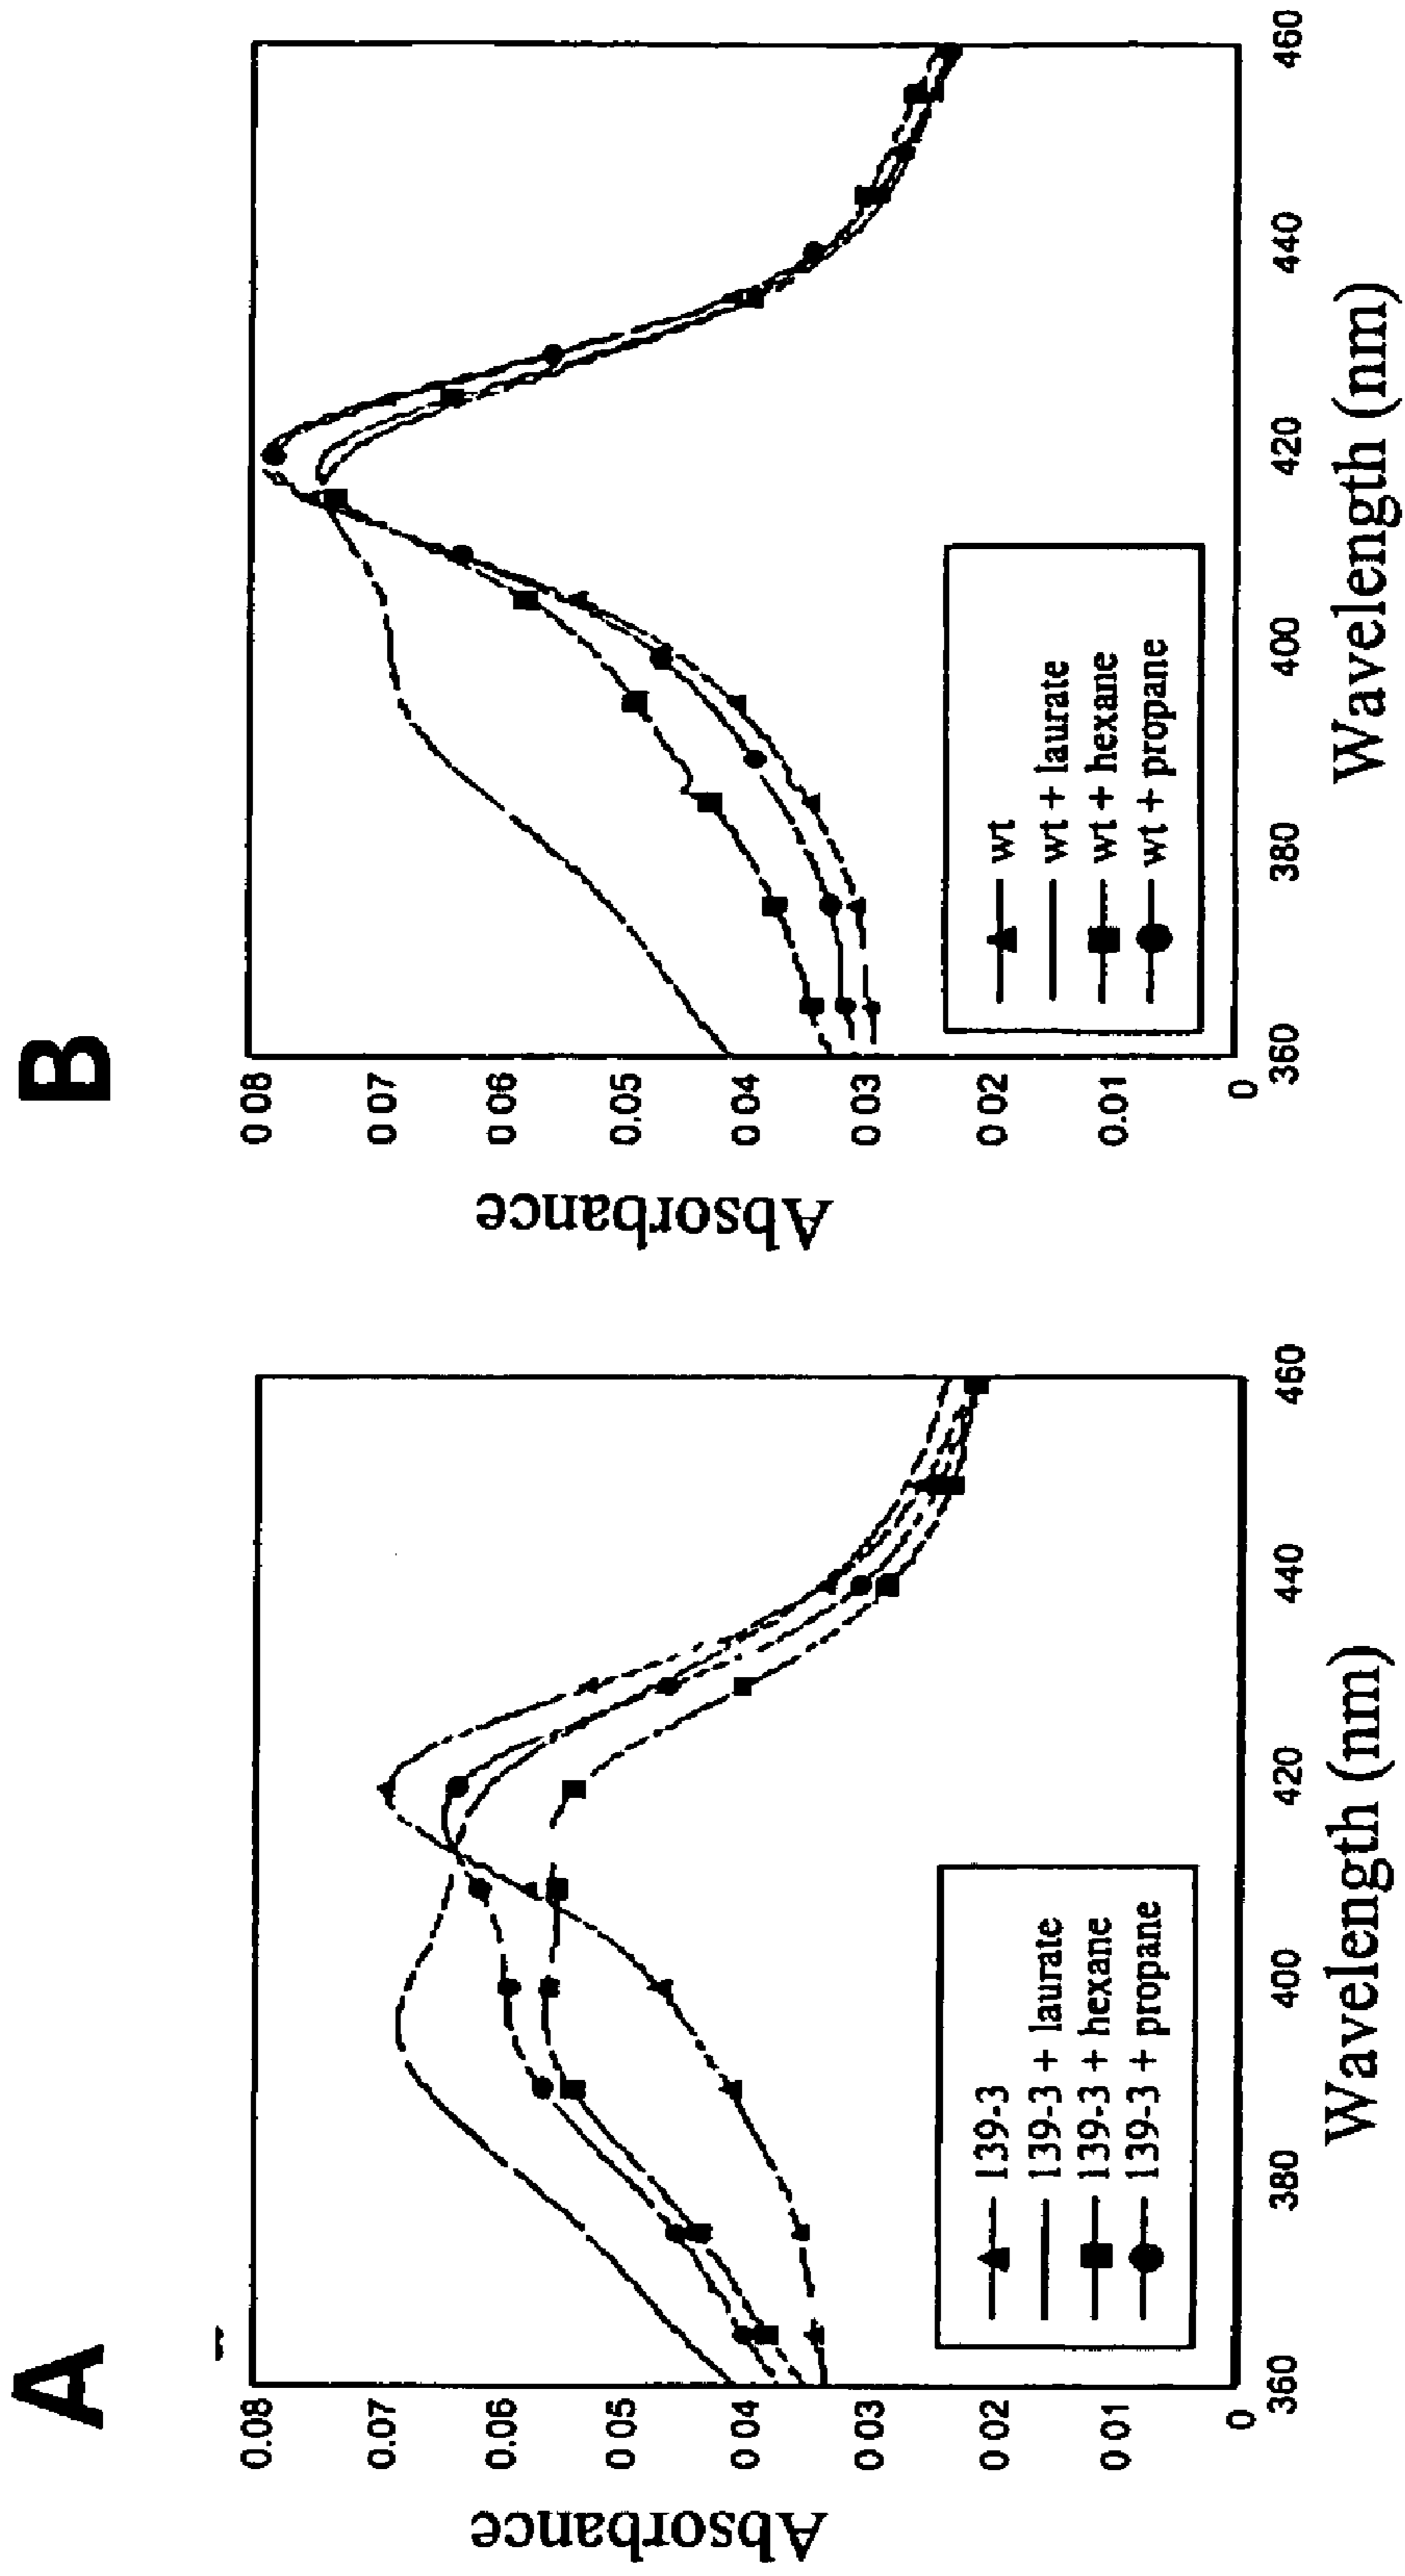 A
Absorbance
0.08
0.07
0.06
0 05
0 04
0 03
0 02
0 01
0
360
380
400
420
440
460
Wavelength (nm)
139-3
139-3 + laurate
139-3 + hexane
139-3 + propane
B
Absorbance
0 08
0 07
0 06
0.05
0 04
0 03
0 02
0.01
0
360
380
400
420
440
460
Wavelength (nm)
wt
wt + laurate
wt + hexane
wt + propane